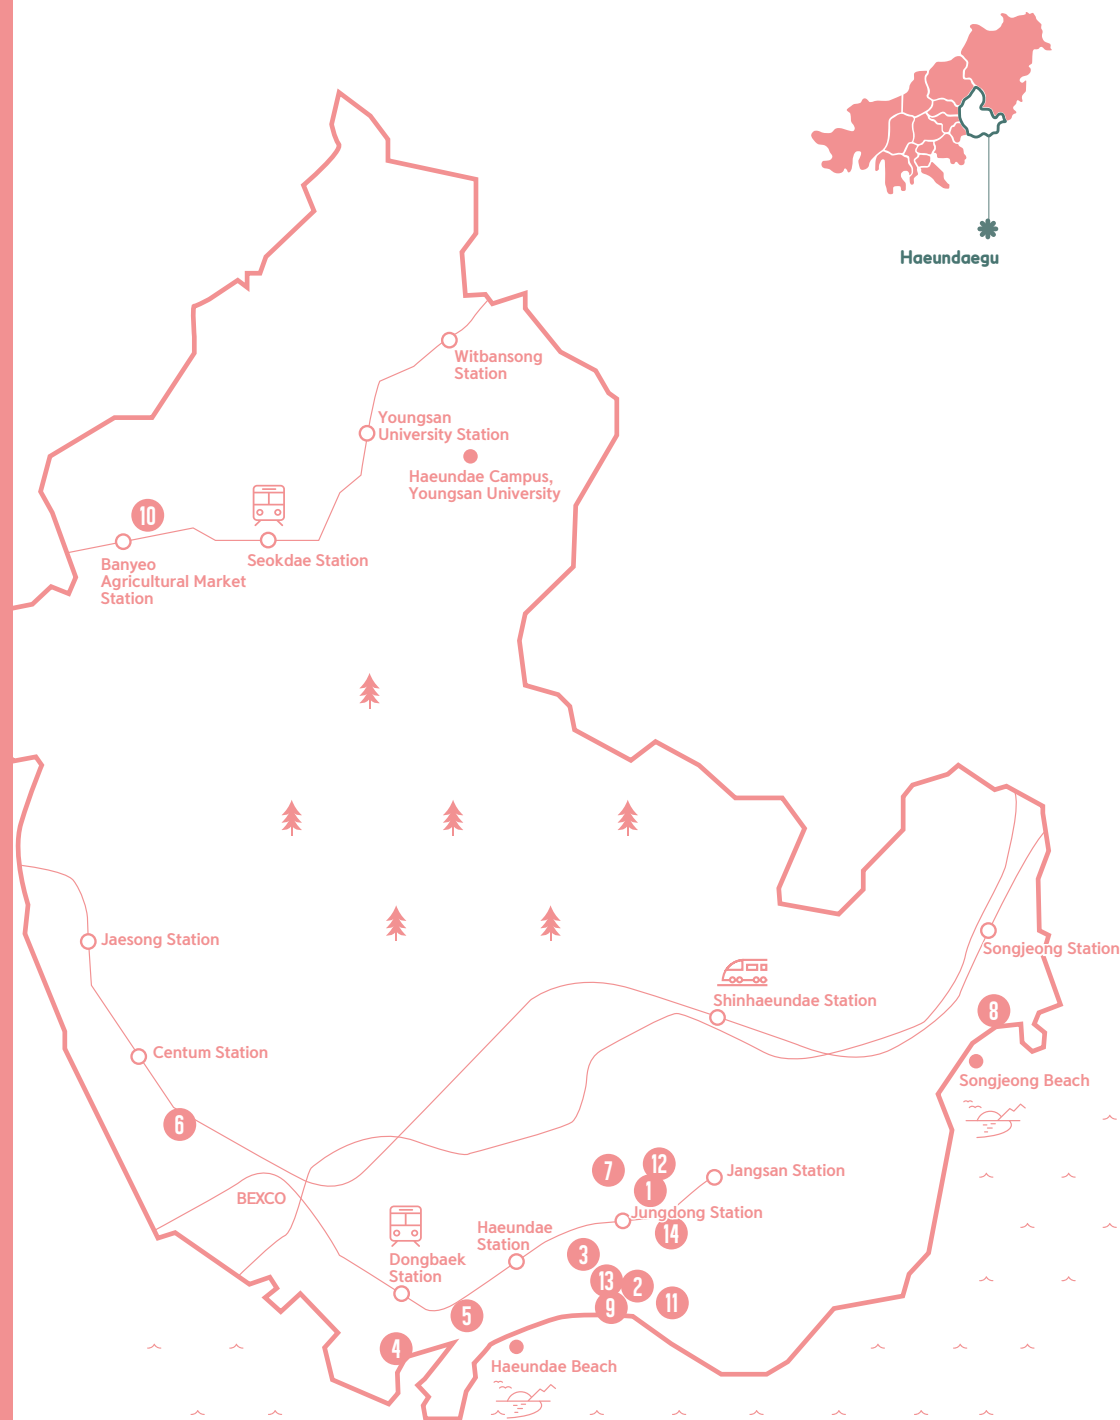 Haeundaegu
Witbansong
Station
Youngsan
University Station
Haeundae Campus,
Youngsan University
10
Banyeo
Agricultural Market
Station
Seokdae Station
Jaesong Station
Songjeong Station
Shinhaeundae Station
8
Centum Station
Songjeong Beach
6
12
7
Jangsan Station
1
BEXCO
Jungdong Station
14
Haeundae
Station
3
Dongbaek
Station
13
2
11
9
5
4
Haeundae Beach